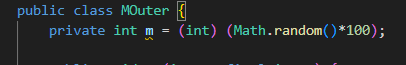 public class MOuter {
private int m = (int) (Math.random()*100);